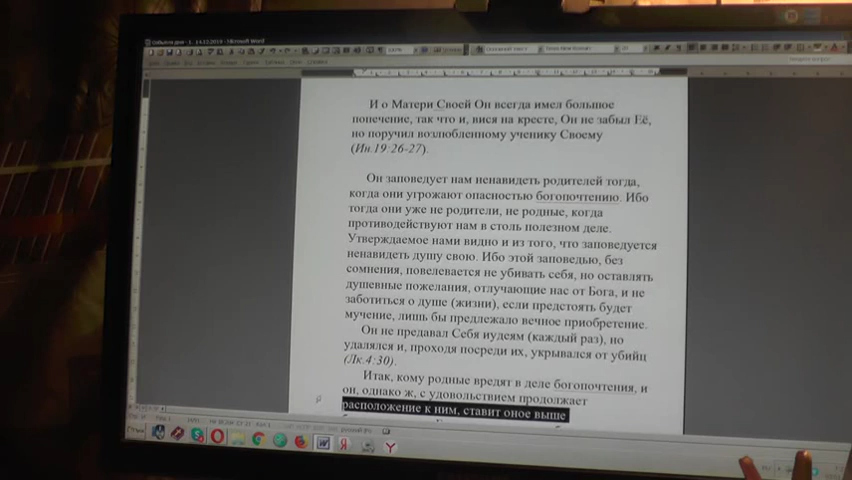 И о Матери Своей Он всегда имел большое
попечение, так что и, вися на кресте, Он не забыл Её,
но поручил возлюбленному ученику Своему
(Ин.19:26-27).
Он заповедует нам ненавидеть родителей тогда,
когда они угрожают опасностью богопочтению. Ибо
тогда они уже не родители, не родные, когда
противодействуют нам в столь полезном деле.
Утверждаемое нами видно и из того, что заповедуется
ненавидеть душу свою. Ибо этой заповедью, без
сомнения, повелевается не убивать себя, но оставлять
душевные пожелания, отлучающие нас от Бога, и не
заботиться о душе (жизни), если предстоять будет
мучение, лишь бы предлежало вечное приобретение.
Он не предавал Себя иудеям (каждый раз), но
удалялся и, проходя посреди их, укрывался от убийц
(Лк.4:30).
Итак, кому родные вредят в деле богопочтения, и
он, однако ж, с удовольствием продолжает
расположение к ним, ставит оное выше